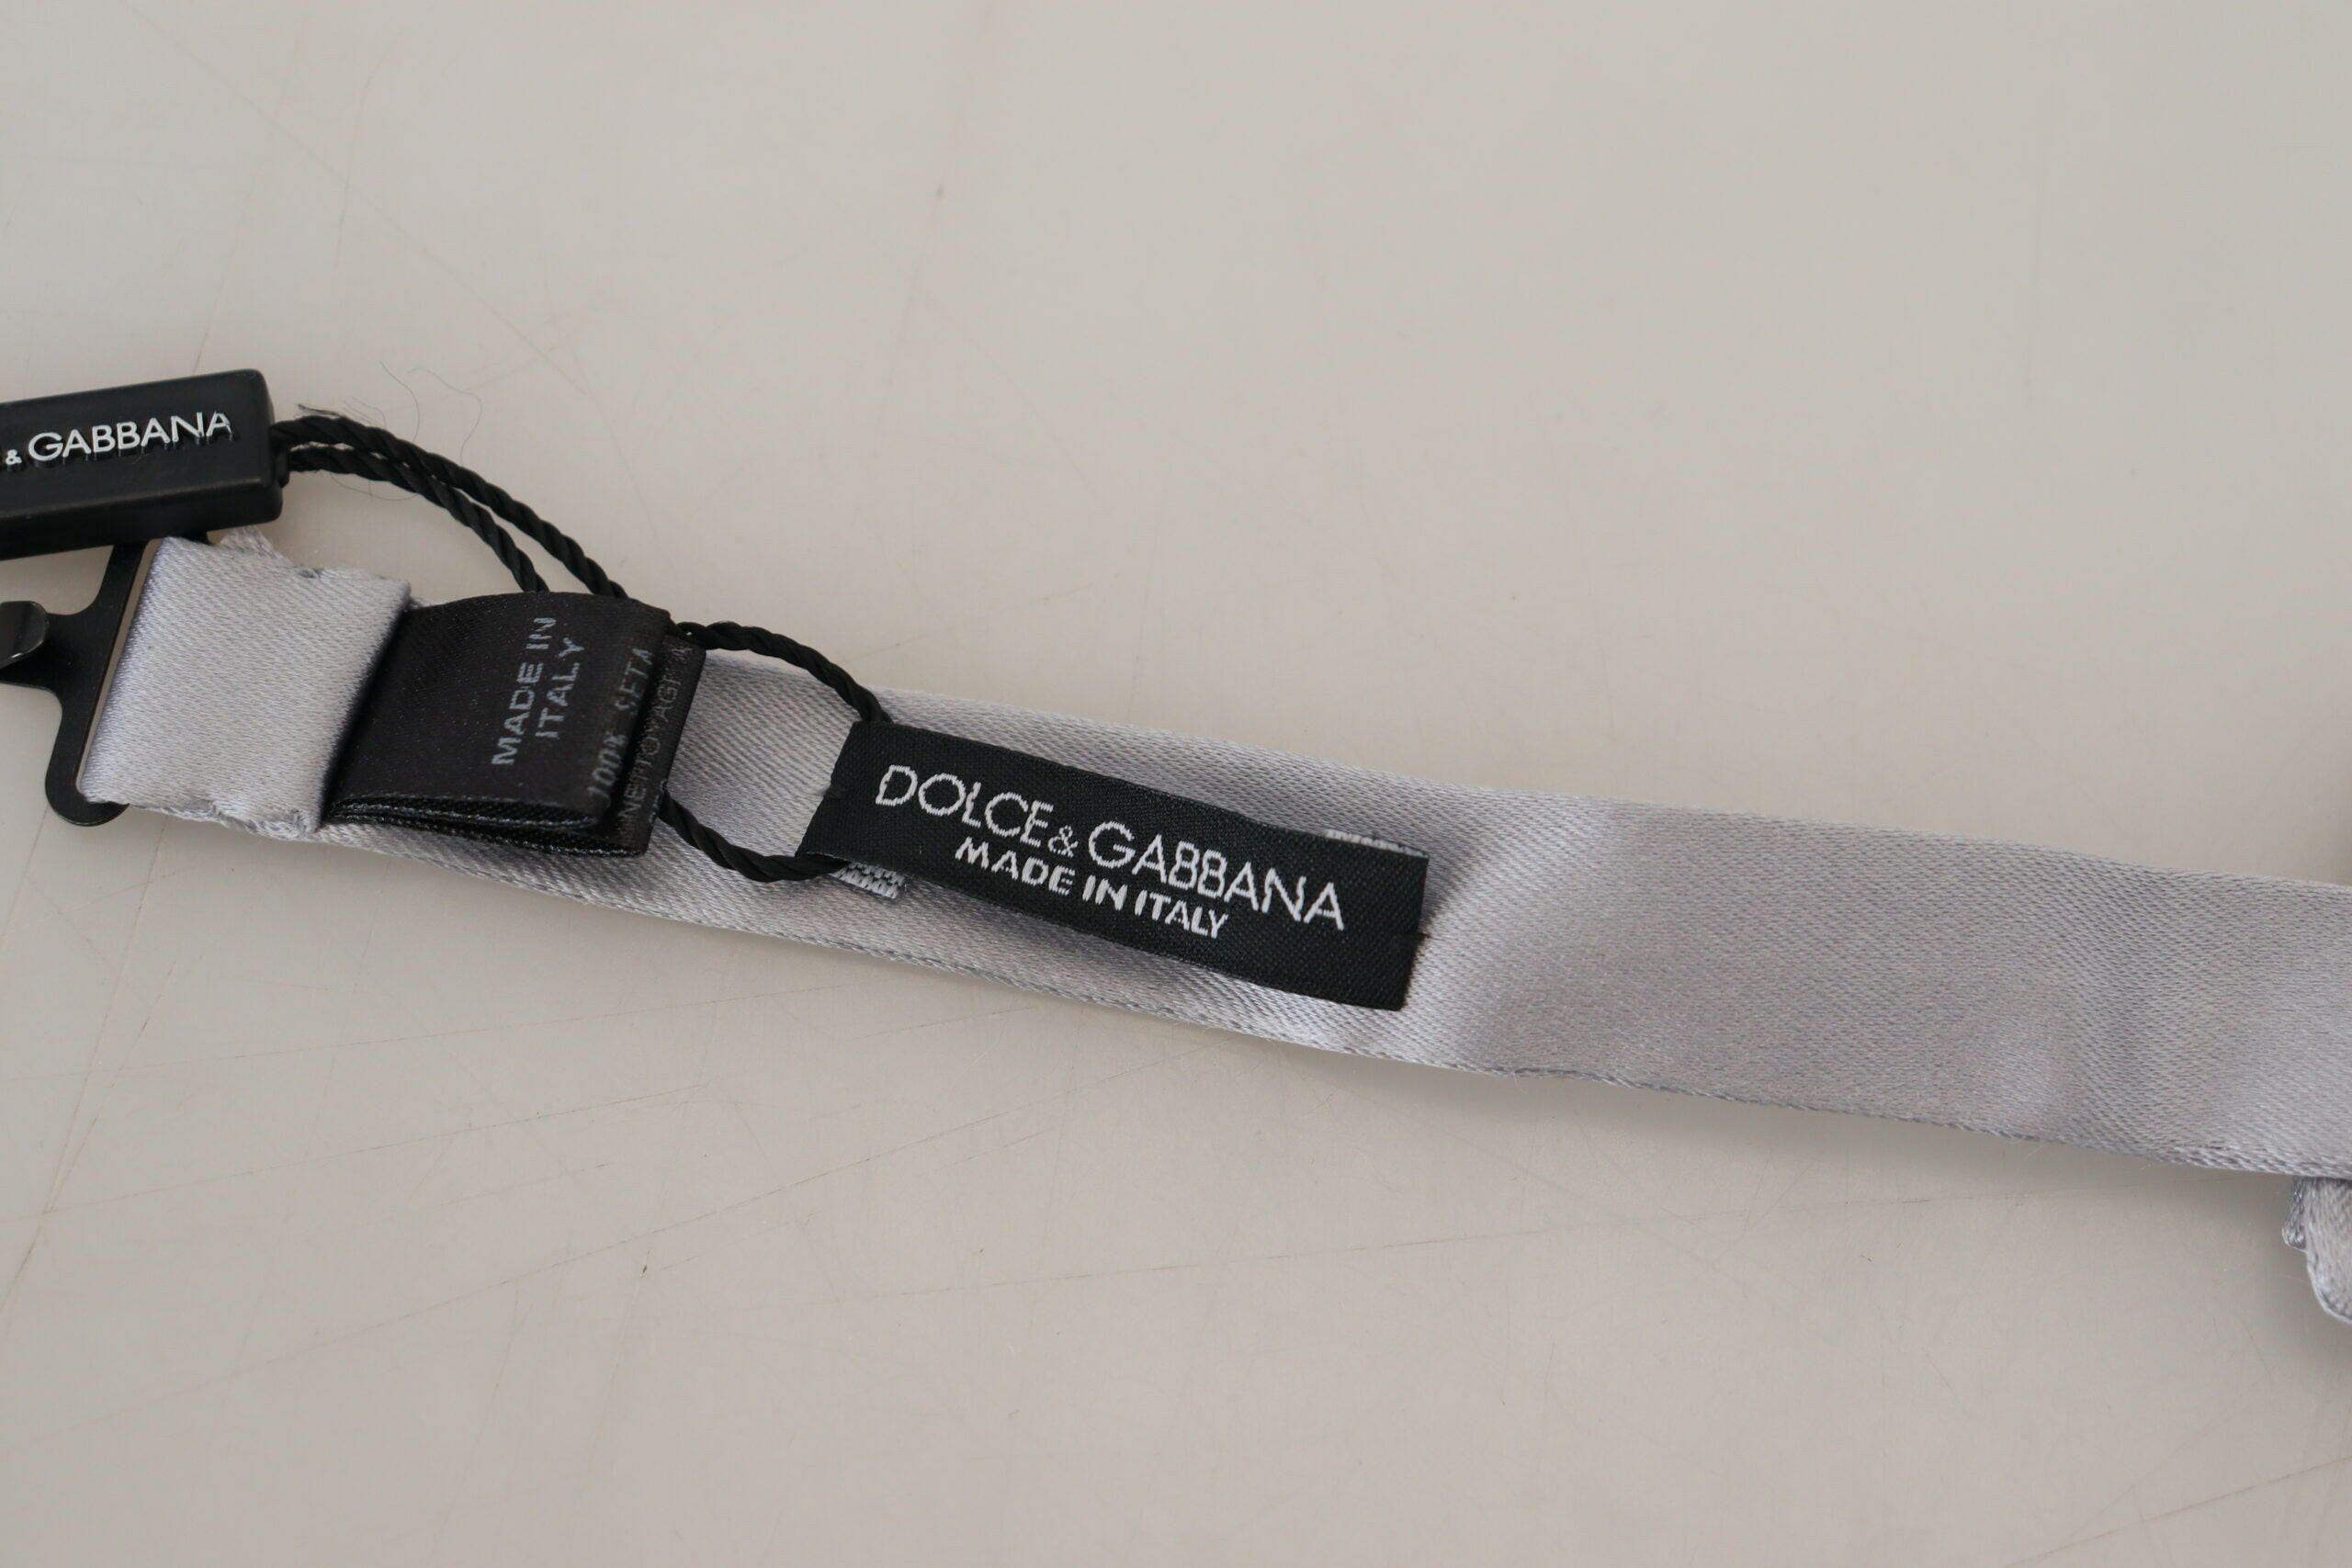 & GABBANA
MADE IN
ITALY
100% SETA
DOLCE & GABBANA
MADE IN ITALY